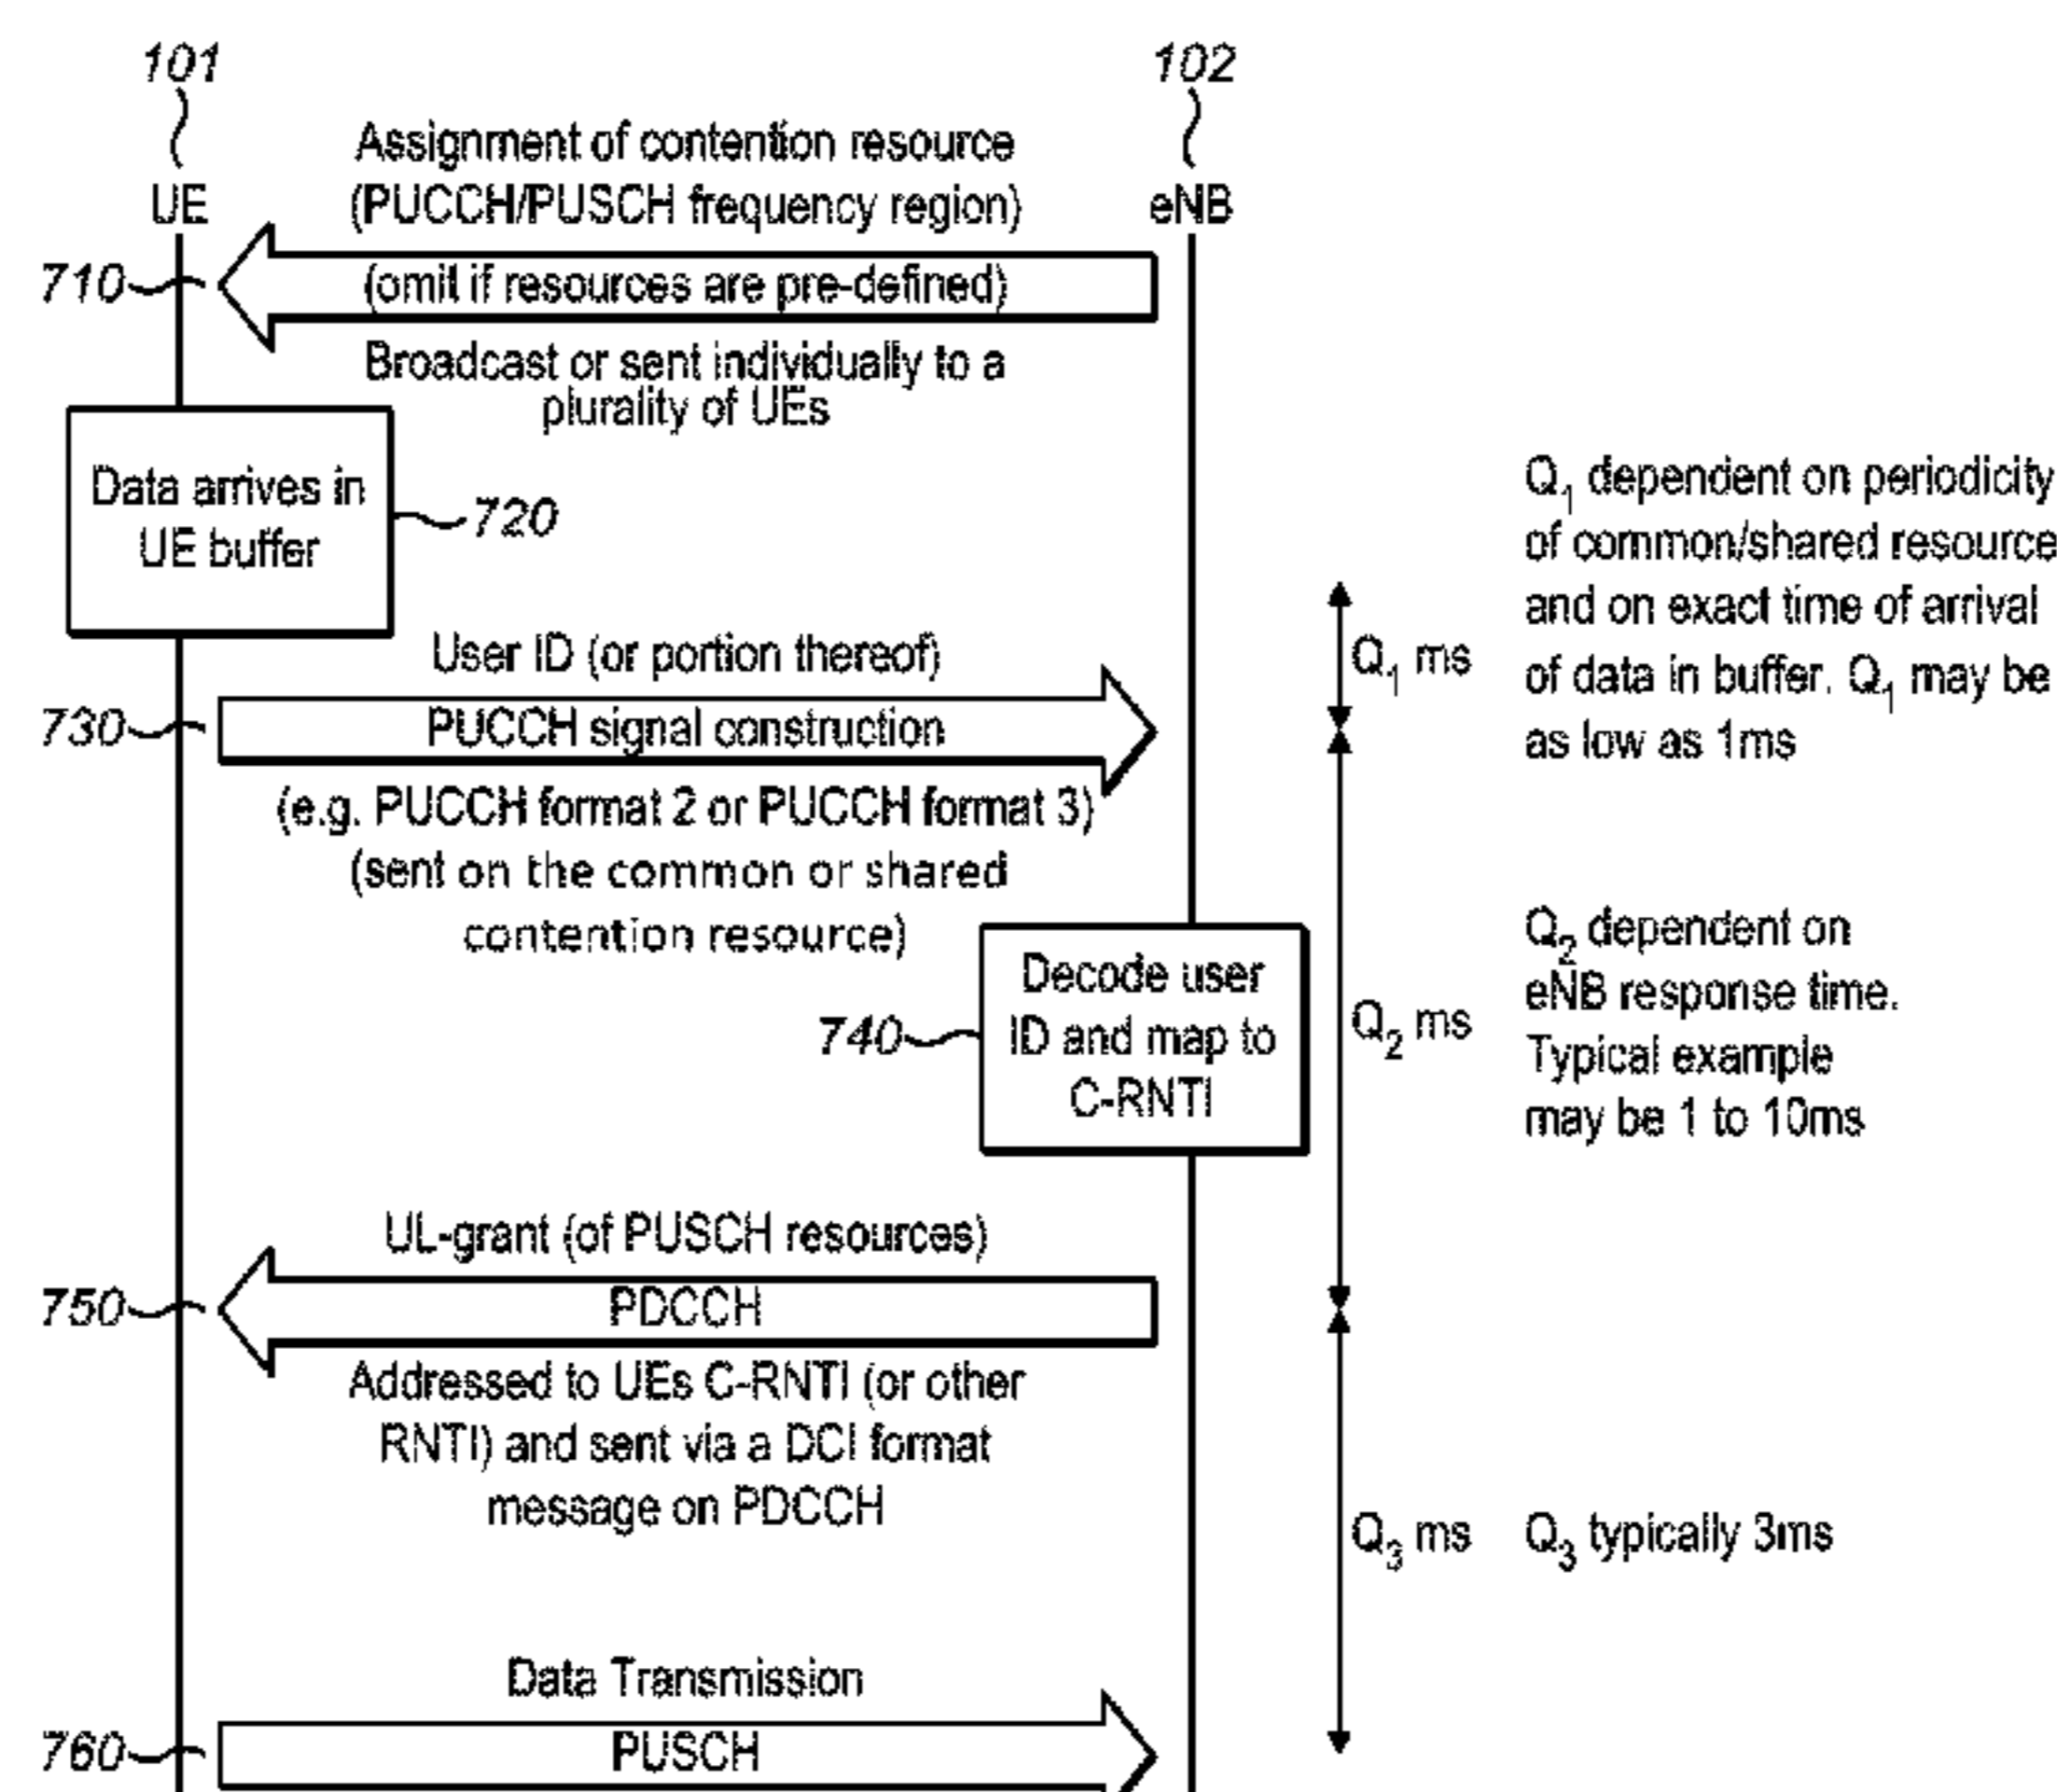 101
102
Assignment of contention resource
UE
(PUCCH/PUSCH frequency region)
eNB
710
(omit if resources are pre-defined)
Broadcast or sent individually to a
plurality of UEs
Data arrives in
UE buffer
720
Q1 dependent on periodicity
of common/shared resource
and on exact time of arrival
of data in buffer. Q1 may be
as low as 1ms
Q1 ms
User ID (or portion thereof)
730
PUCCH signal construction
(e.g. PUCCH format 2 or PUCCH format 3)
(sent on the common or shared
contention resource)
Decode user
ID and map to
C-RNTI
740
Q2 ms
Q2 dependent on
eNB response time.
Typical example
may be 1 to 10ms
UL-grant (of PUSCH resources)
750
PDCCH
Addressed to UEs C-RNTI (or other
RNTI) and sent via a DCI format
message on PDCCH
Q3 ms
Q3 typically 3ms
Data Transmission
760
PUSCH